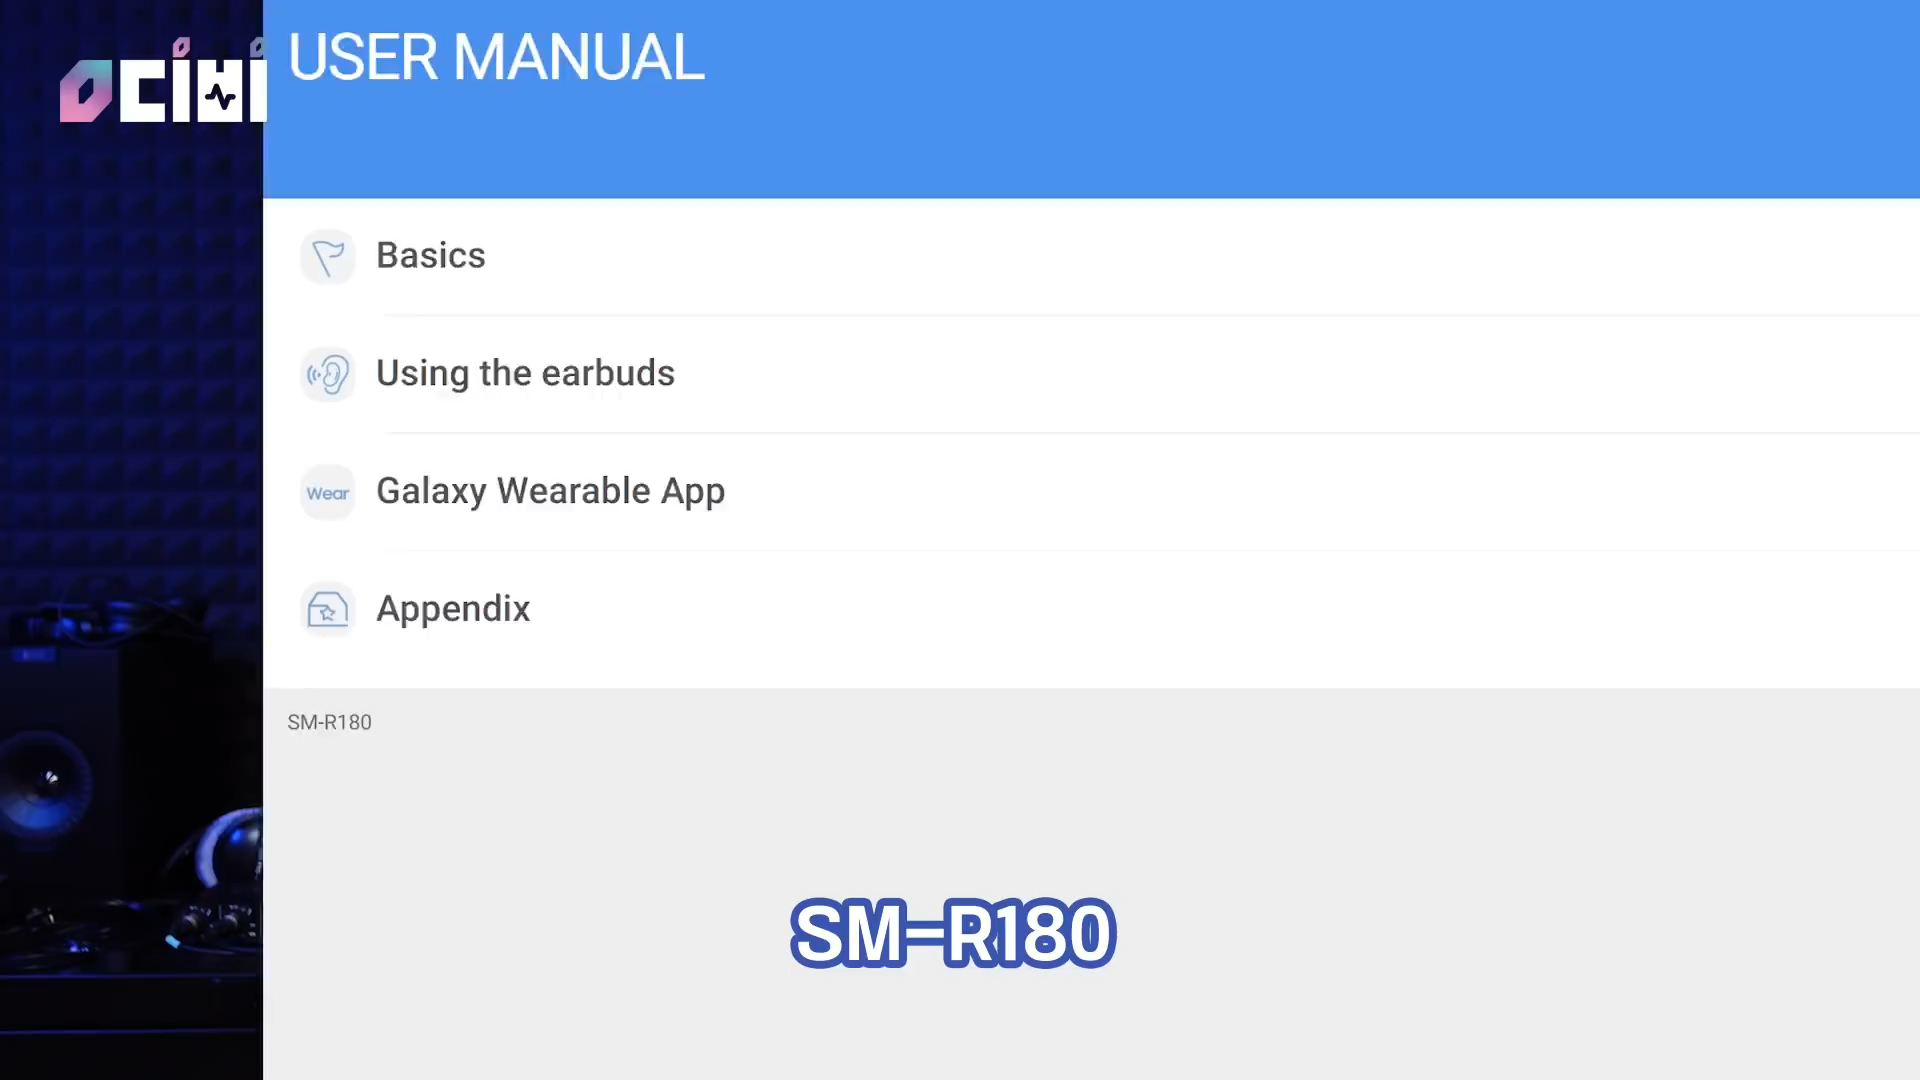 USER MANUAL
Basics
Using the earbuds
Wear
Galaxy Wearable App
Appendix
SM-R180
SM-R180